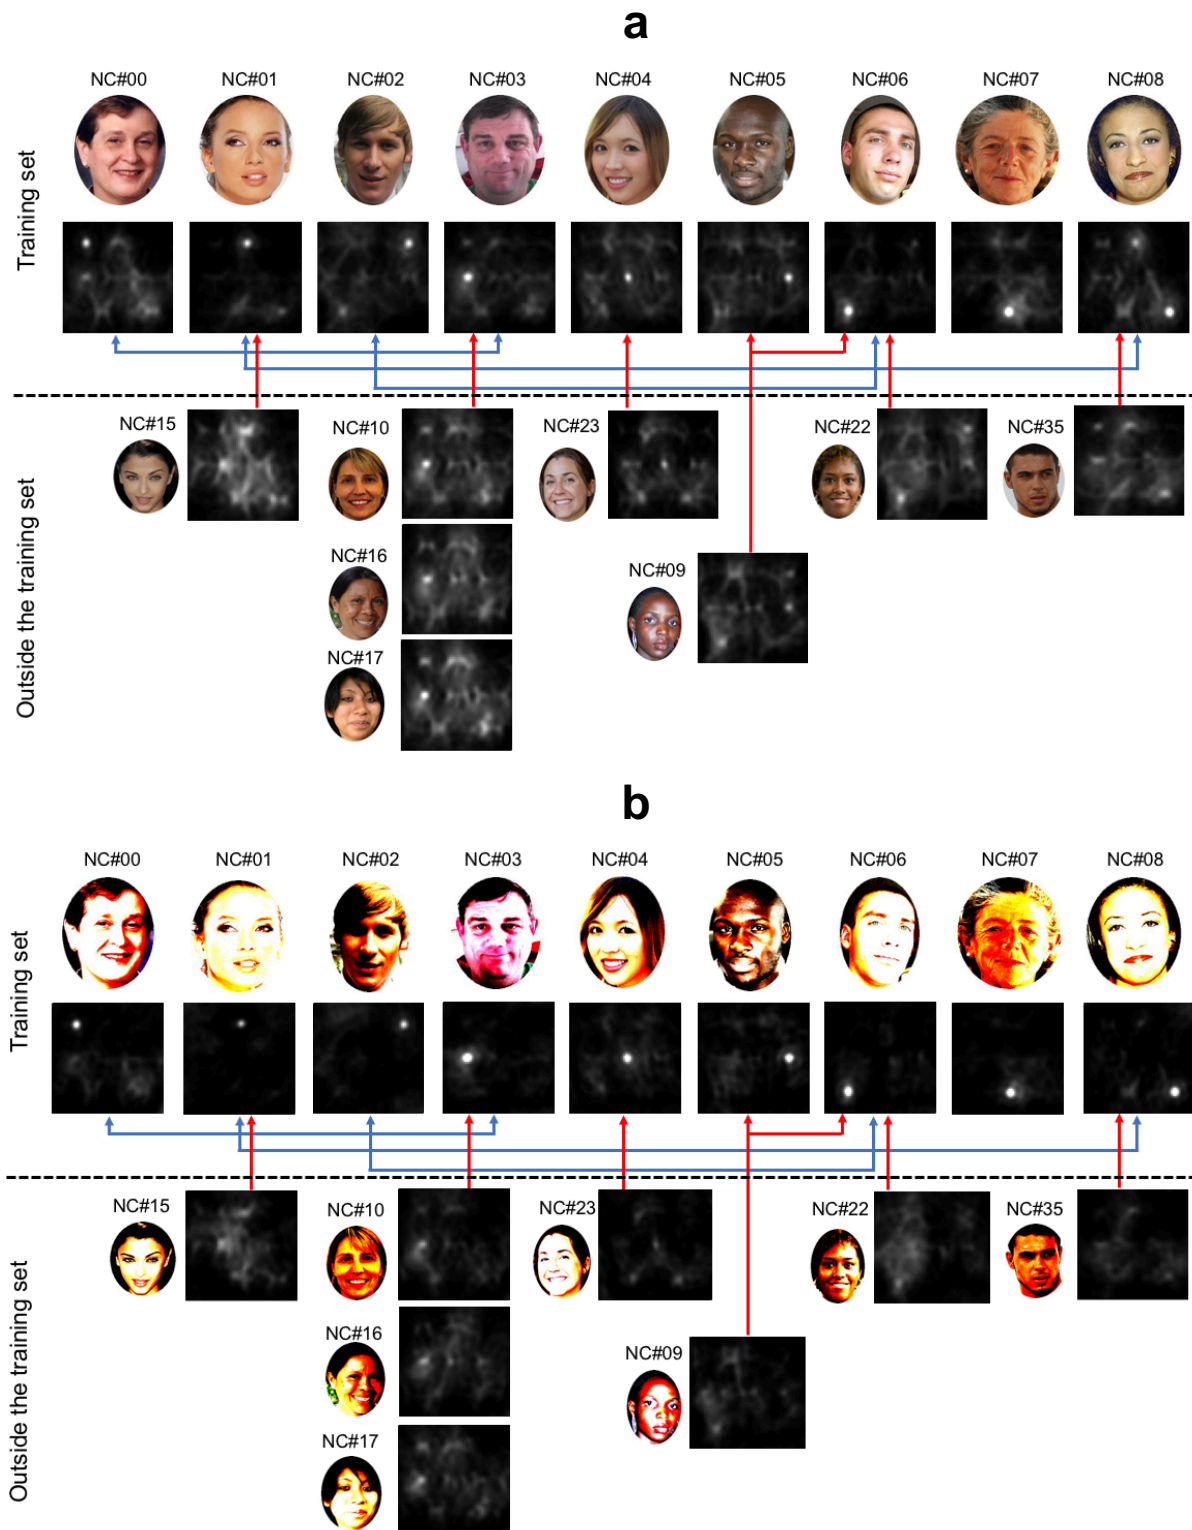 a
NC#00 NC#01 NC#02 NC#03 NC#04 NC#05 NC#06 NC#07 NC#08
Training set
NC#15 NC#10 NC#23 NC#22 NC#35
NC#16
NC#09
NC#17
Outside the training set
b
NC#00 NC#01 NC#02 NC#03 NC#04 NC#05 NC#06 NC#07 NC#08
Training set
NC#15 NC#10 NC#23 NC#22 NC#35
NC#16
NC#09
NC#17
Outside the training set